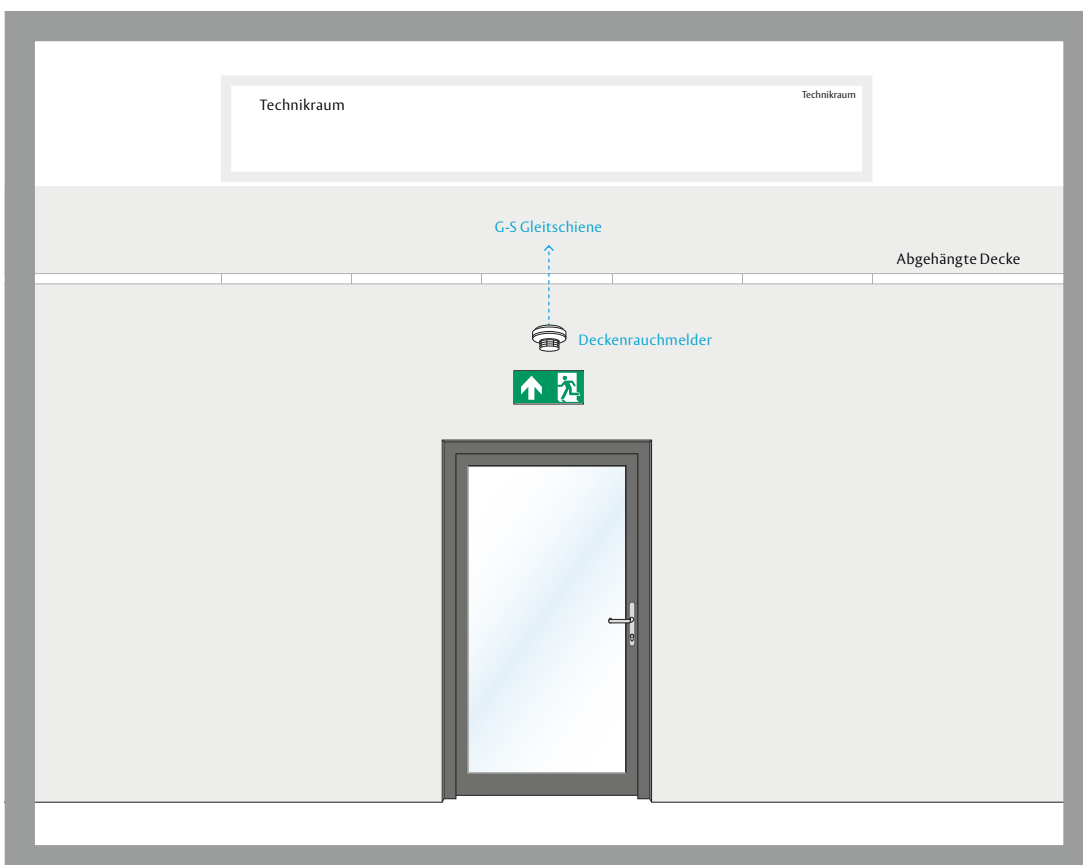 Technikraum
Technikraum
G-S Gleitschiene
Abgehängte Decke
Deckenrauchmelder